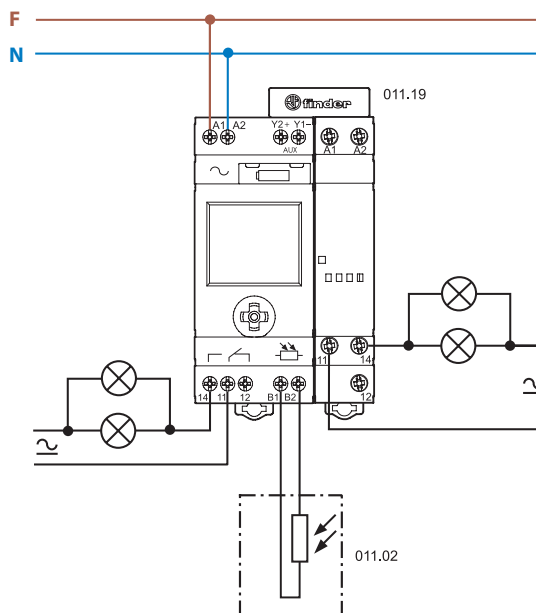 F
N
finder
011.19
A1 A2 Y2+ Y1-
AUX
A1 A2
11 14
12
14 11 12 B1 B2
011.02